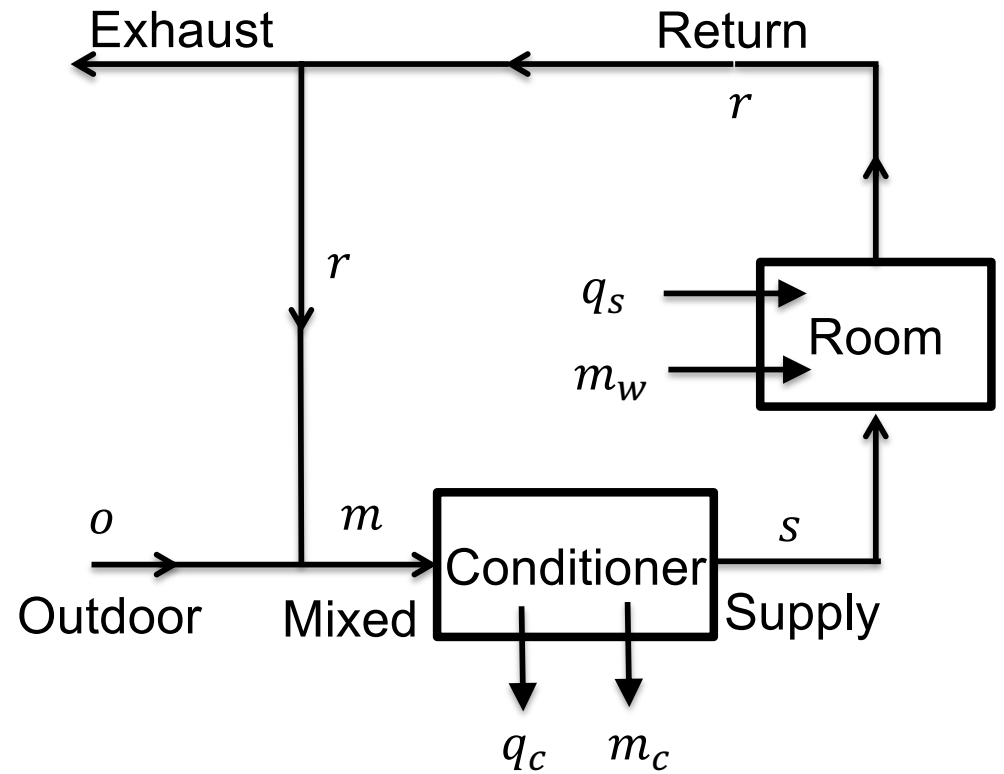 Exhaust
Return
r
r
q_s
Room
m_w
o
m
s
Conditioner
Outdoor
Mixed
Supply
q_c
m_c